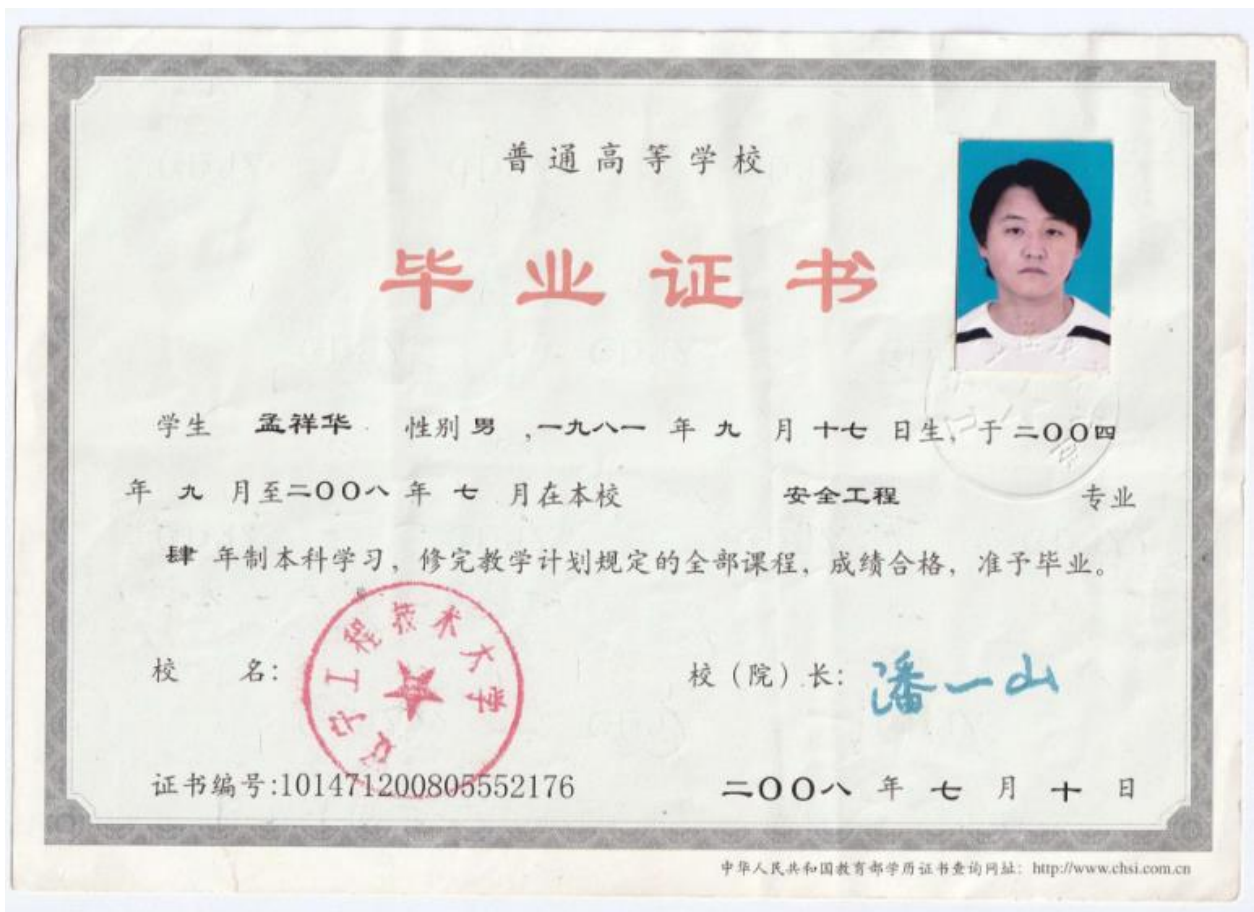 普通高等学校
毕业证书
学生 孟祥华 性别 男 ,一九八一 年 九 月 十七 日生, 于 二〇〇四
年 九 月至二〇〇八 年 七 月在本校 安全工程 专业
肆 年制本科学习, 修完教学计划规定的全部课程, 成绩合格, 准予毕业。
辽宁工程技术大学
校 名: 校(院)长: 潘一山
证书编号:101471200805552176 二〇〇八 年 七 月 十 日
中华人民共和国教育部学历证书查询网址: http://www.chsi.com.cn